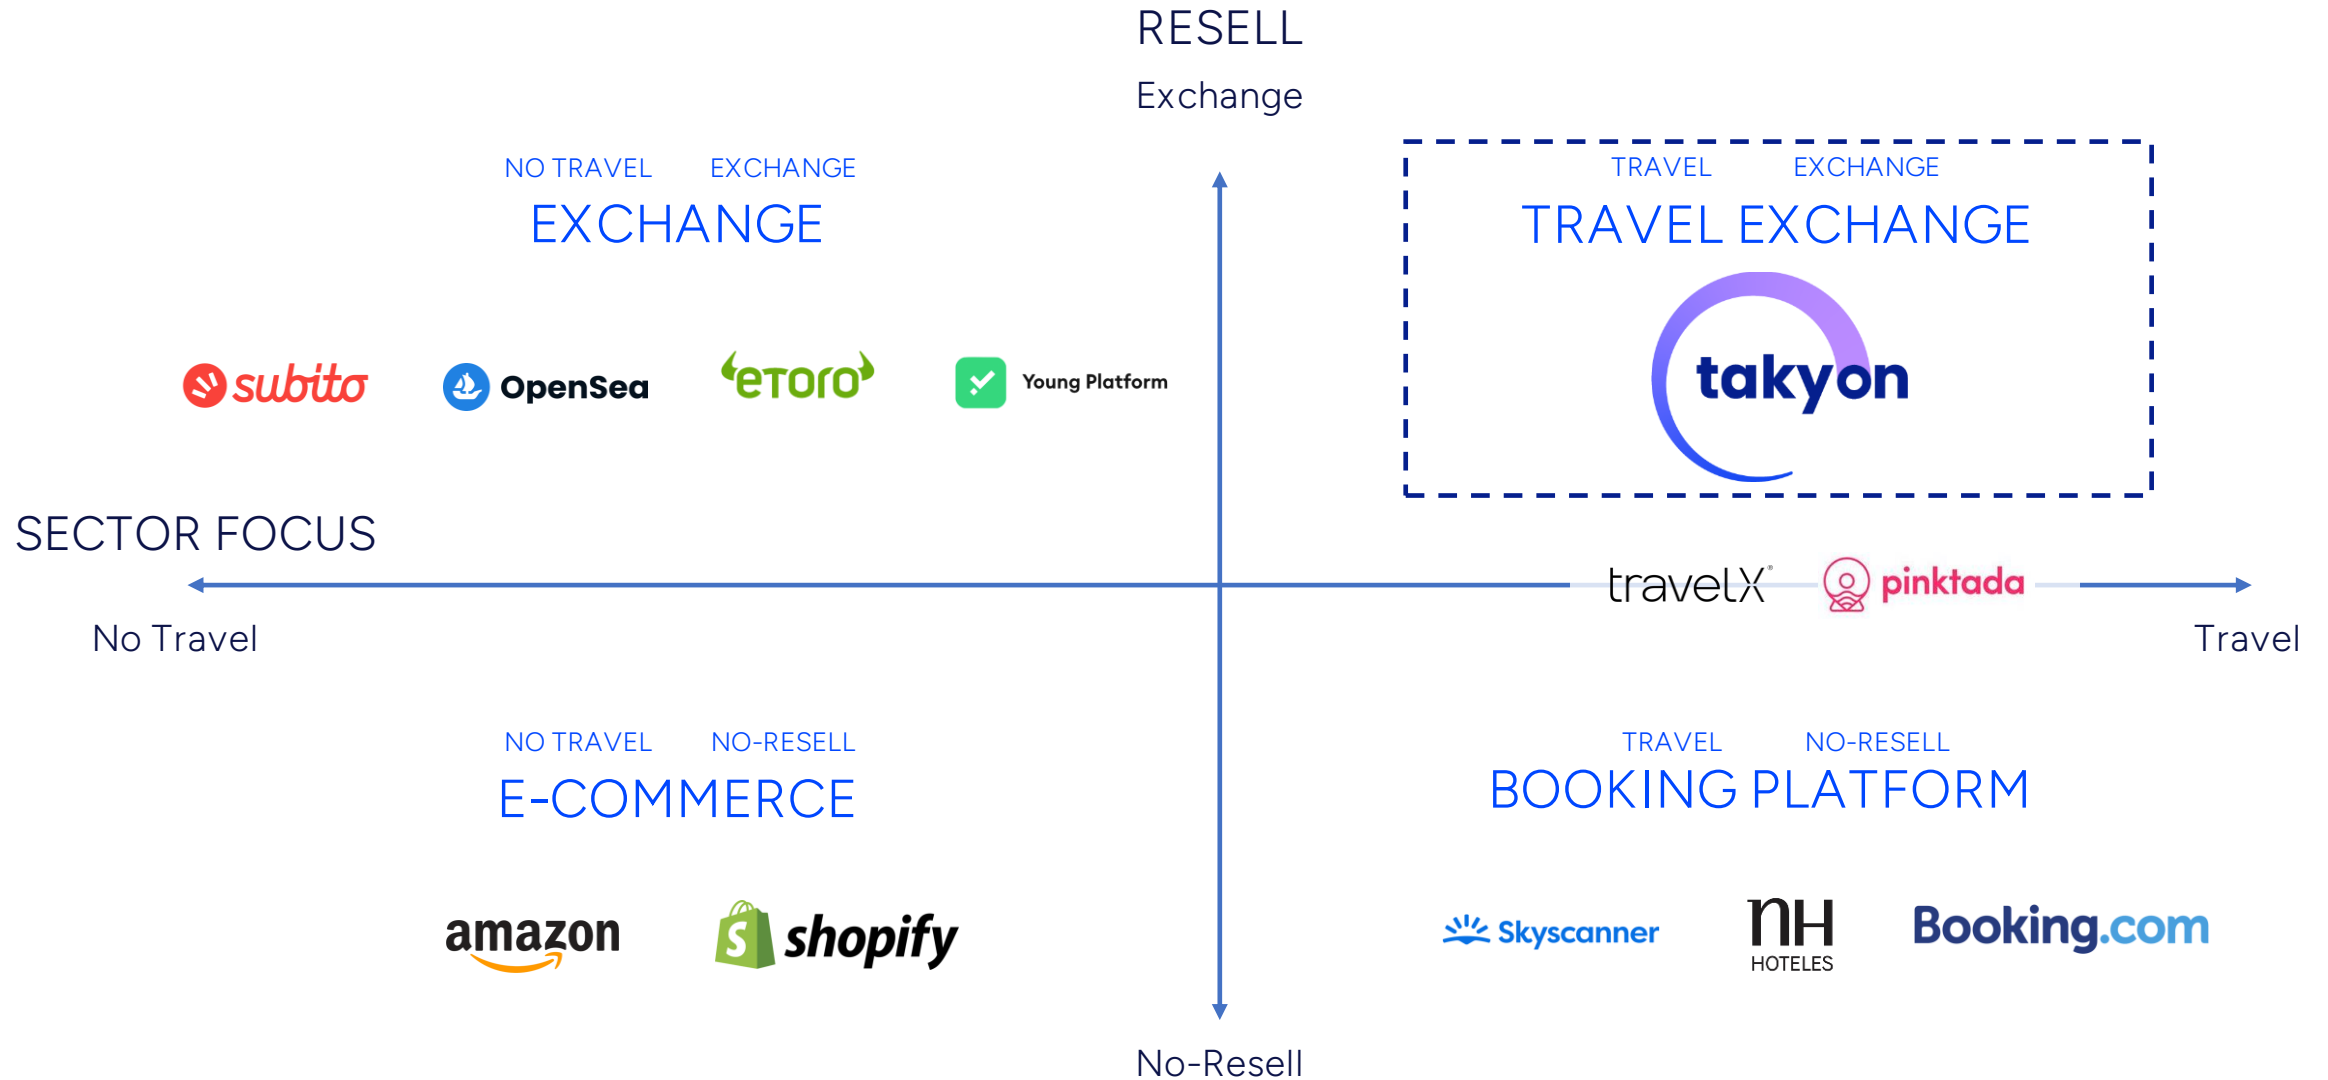 RESELL
Exchange
NO TRAVEL EXCHANGE
EXCHANGE
TRAVEL EXCHANGE
TRAVEL EXCHANGE
subito
OpenSea
eToro
Young Platform
takyon
SECTOR FOCUS
travelX®
pinktada
No Travel
Travel
NO TRAVEL NO-RESELL
E-COMMERCE
TRAVEL NO-RESELL
BOOKING PLATFORM
amazon
S shopify
Skyscanner
nH
HOTELES
Booking.com
No-Resell